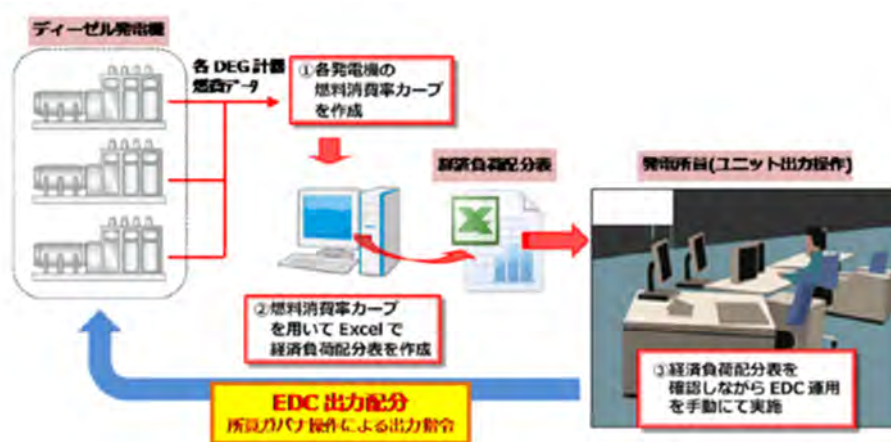 ディーゼル発電機
各 DEG 計器
燃費データ
①各発電機の
燃料消費率カーブ
を作成
経済負荷配分表
発電所員(ユニット出力操作)
②燃料消費率カーブ
を用いて Excel で
経済負荷配分表を作成
③経済負荷配分表を
確認しながら EDC 運用
を手動にて実施
EDC 出力配分
所員ガバナ操作による出力指令